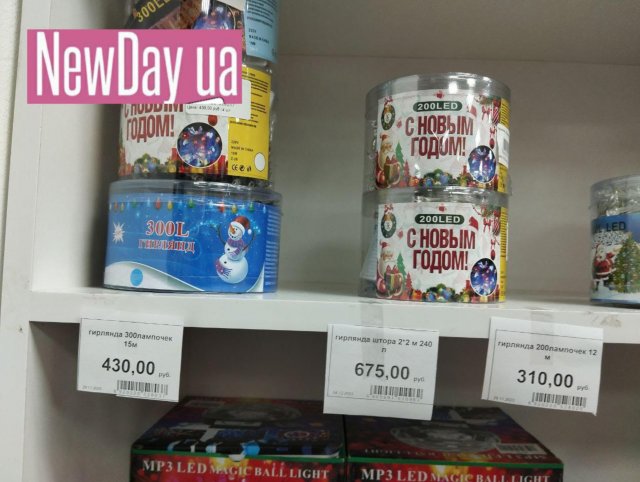 NewDay ua
300LED
С НОВЫМ
ГОДОМ!
300L
ГИРЛЯНД
200LED
С НОВЫМ
ГОДОМ!
200LED
С НОВЫМ
ГОДОМ!
LED
гирлянда 300лампочек
15м
430,00 руб.
гирлянда штора 2*2 м 240
л
675,00 руб.
гирлянда 200лампочек 12
м
310,00 руб.
MP3 LED MAGIC BALL LIGHT
MAGIC BALL LIGHT